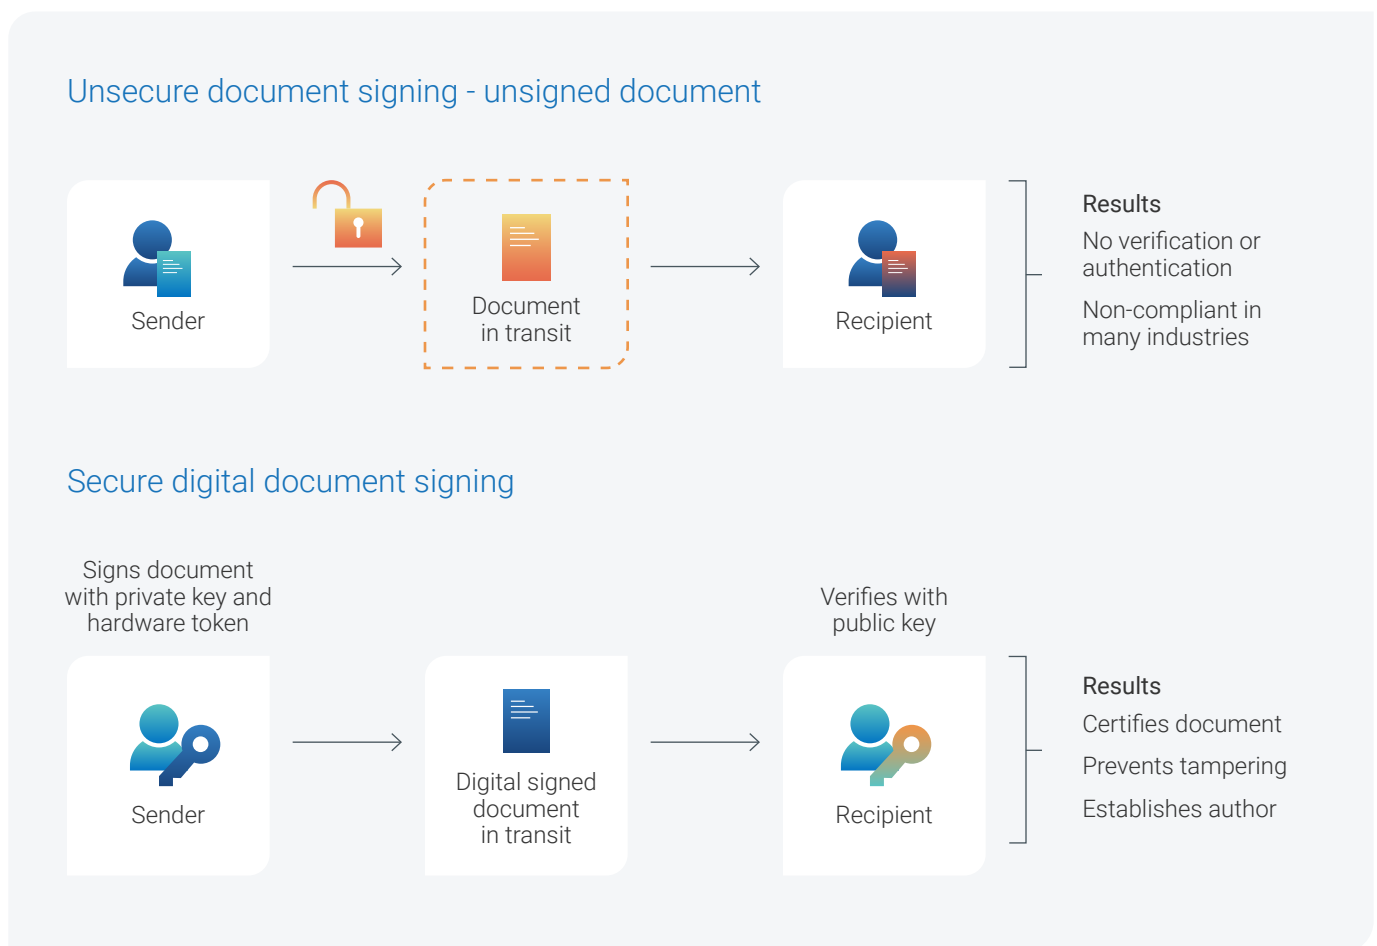 Unsecure document signing - unsigned document
Sender
Document
in transit
Recipient
Results
No verification or
authentication
Non-compliant in
many industries
Secure digital document signing
Signs document
with private key and
hardware token
Verifies with
public key
Sender
Digital signed
document
in transit
Recipient
Results
Certifies document
Prevents tampering
Establishes author